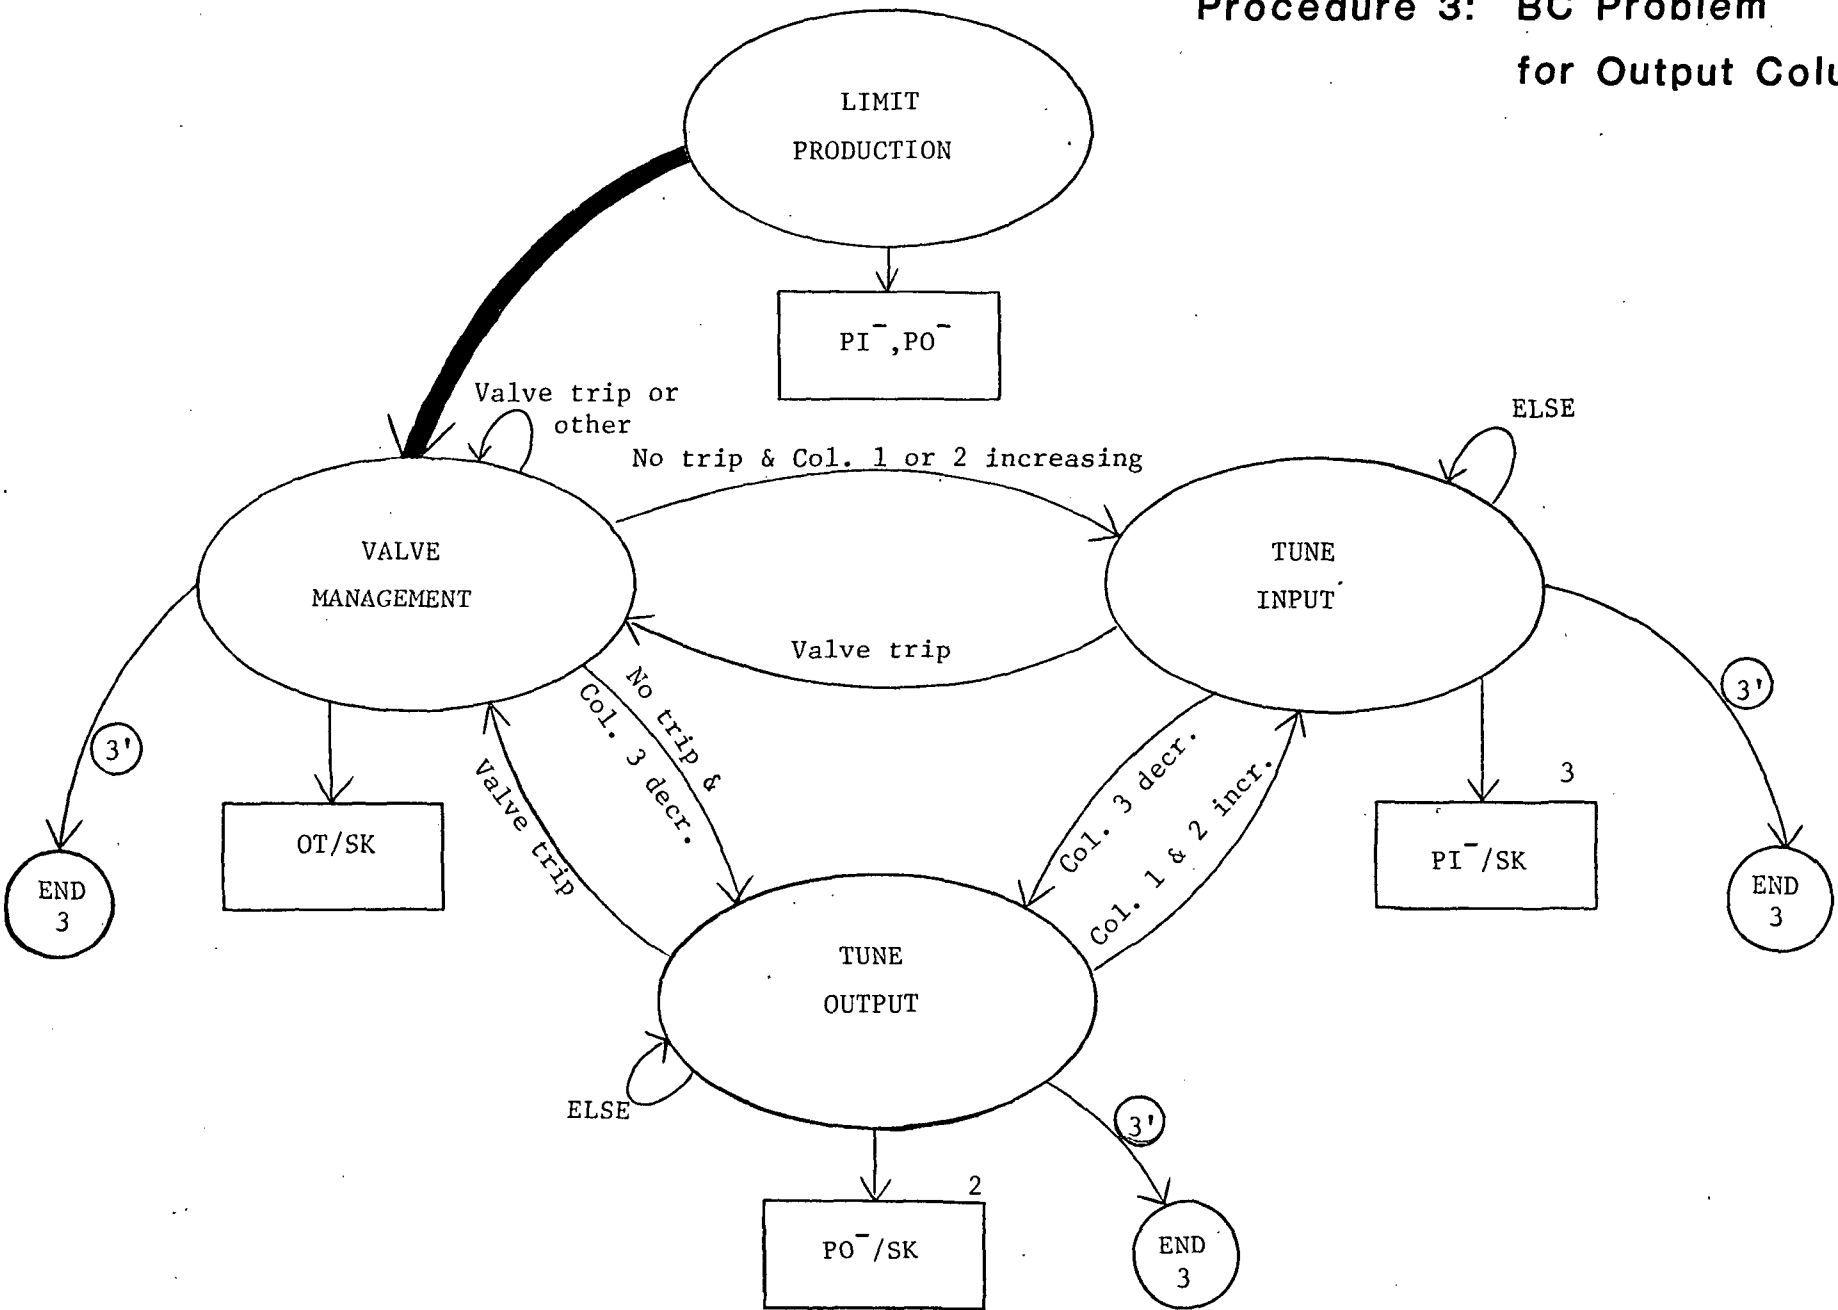 Procedure 3: BC Problem
for Output
LIMIT
PRODUCTION
PI⁻,PO⁻
Valve trip or
other
No trip & Col. 1 or 2 increasing
ELSE
VALVE
MANAGEMENT
TUNE
INPUT
Valve trip
No trip &
Col. 3 decr.
Valve trip
Col. 3 decr.
Col. 1 & 2 incr.
3'
3'
OT/SK
3
PI⁻/SK
END
3
END
3
TUNE
OUTPUT
ELSE
3'
2
PO⁻/SK
END
3